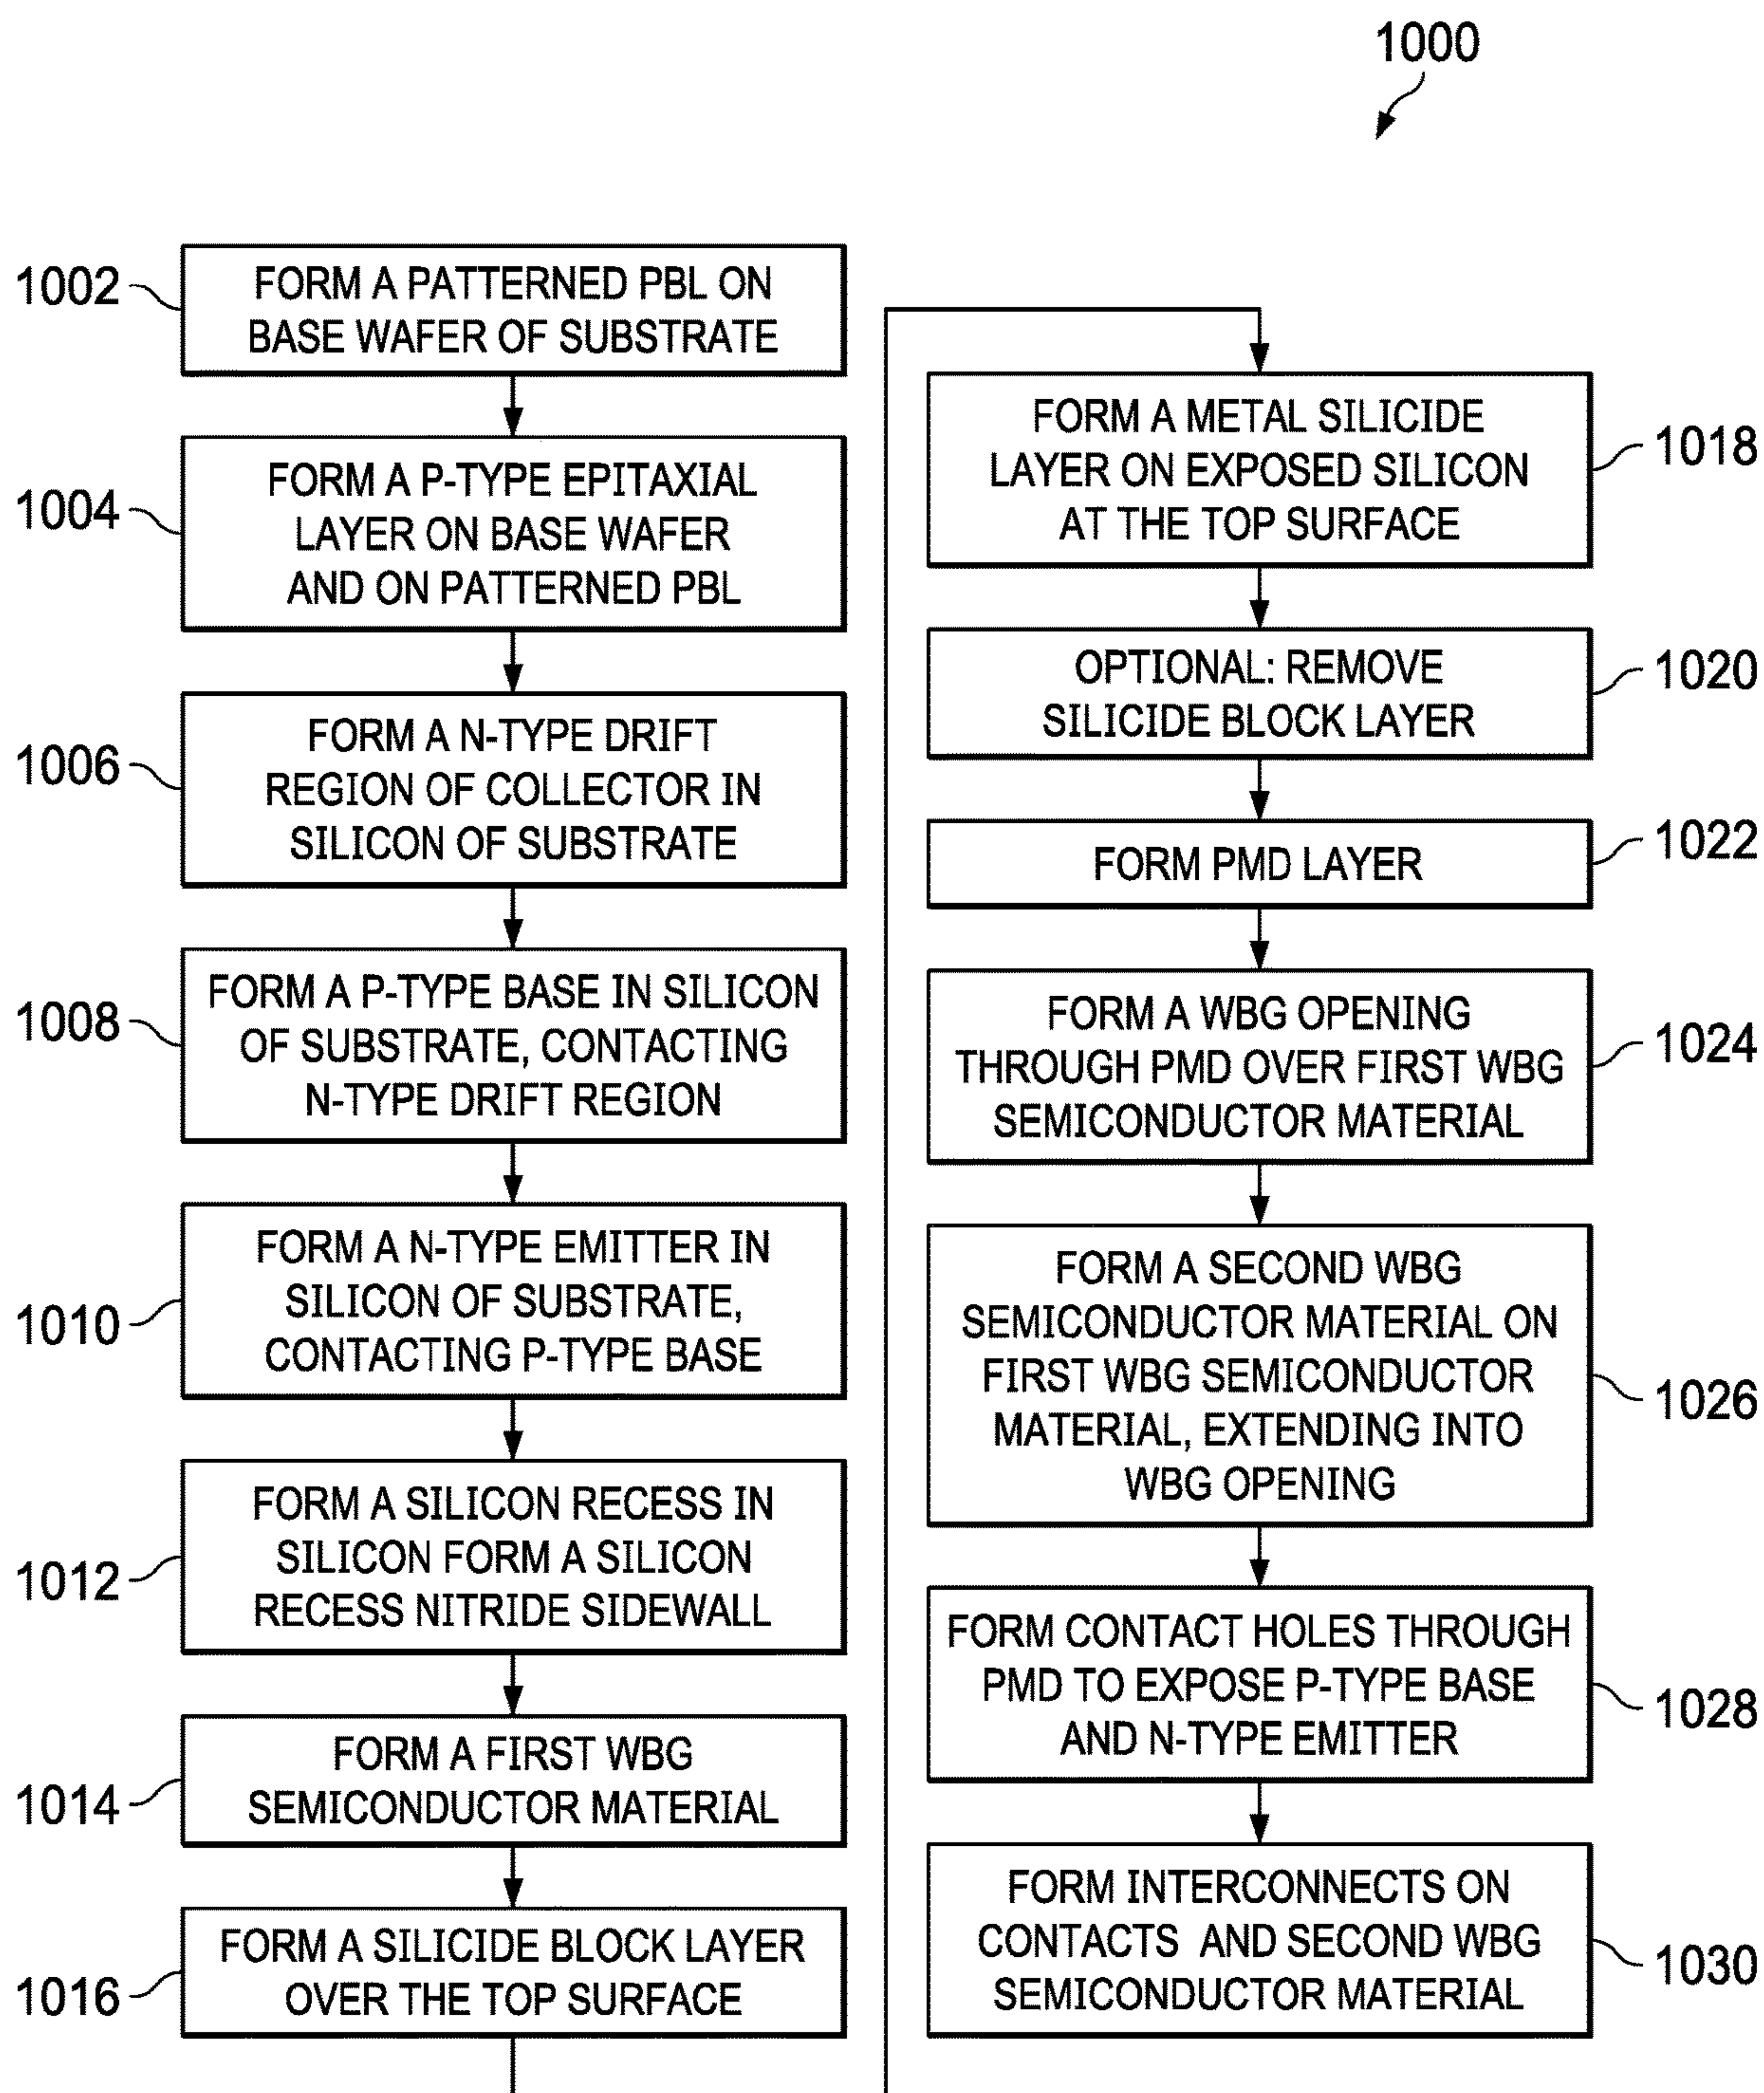 1000
1002
FORM A PATTERNED PBL ON
BASE WAFER OF SUBSTRATE
1004
FORM A P-TYPE EPITAXIAL
LAYER ON BASE WAFER
AND ON PATTERNED PBL
1006
FORM A N-TYPE DRIFT
REGION OF COLLECTOR IN
SILICON OF SUBSTRATE
1008
FORM A P-TYPE BASE IN SILICON
OF SUBSTRATE, CONTACTING
N-TYPE DRIFT REGION
1010
FORM A N-TYPE EMITTER IN
SILICON OF SUBSTRATE,
CONTACTING P-TYPE BASE
1012
FORM A SILICON RECESS IN
SILICON FORM A SILICON
RECESS NITRIDE SIDEWALL
1014
FORM A FIRST WBG
SEMICONDUCTOR MATERIAL
1016
FORM A SILICIDE BLOCK LAYER
OVER THE TOP SURFACE
FORM A METAL SILICIDE
LAYER ON EXPOSED SILICON
AT THE TOP SURFACE
1018
OPTIONAL: REMOVE
SILICIDE BLOCK LAYER
1020
FORM PMD LAYER
1022
FORM A WBG OPENING
THROUGH PMD OVER FIRST WBG
SEMICONDUCTOR MATERIAL
1024
FORM A SECOND WBG
SEMICONDUCTOR MATERIAL ON
FIRST WBG SEMICONDUCTOR
MATERIAL, EXTENDING INTO
WBG OPENING
1026
FORM CONTACT HOLES THROUGH
PMD TO EXPOSE P-TYPE BASE
AND N-TYPE EMITTER
1028
FORM INTERCONNECTS ON
CONTACTS AND SECOND WBG
SEMICONDUCTOR MATERIAL
1030